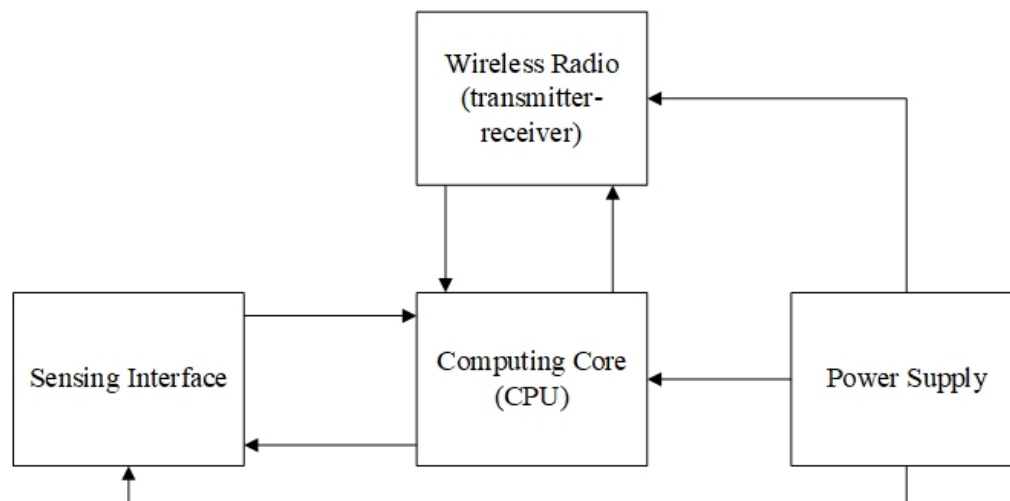 Wireless Radio
(transmitter-
receiver)
Sensing Interface
Computing Core
(CPU)
Power Supply